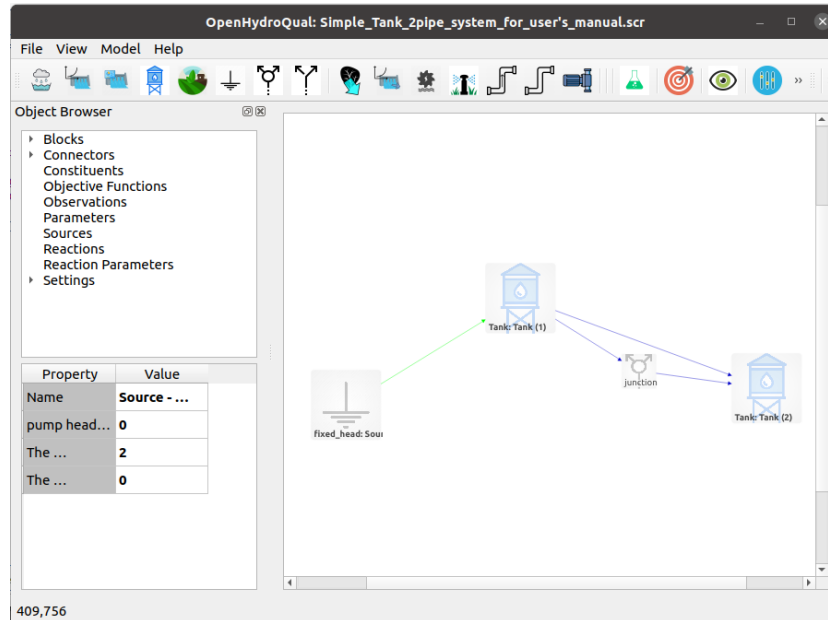 OpenHydroQual: Simple_Tank_2pipe_system_for_user's_manual.scr
File View Model Help
»
Object Browser
Blocks
Connectors
Constituents
Objective Functions
Observations
Parameters
Sources
Reactions
Reaction Parameters
Settings
Property Value
Name Source - ...
pump head... 0
The ... 2
The ... 0
Tank: Tank (1)
junction
Tank: Tank (2)
fixed_head: Sour
409,756